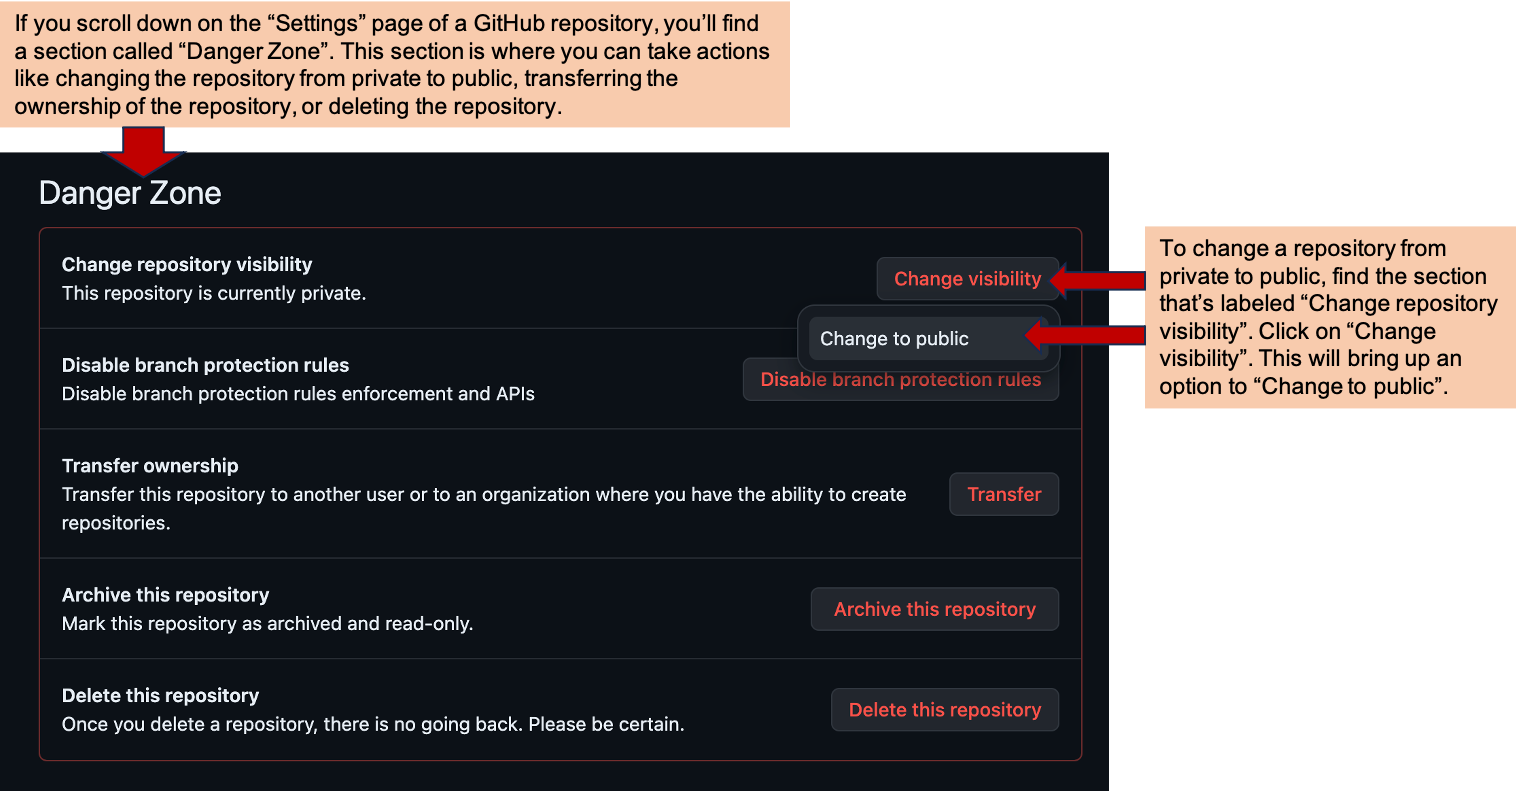 If you scroll down on the “Settings” page of a GitHub repository, you’ll find
a section called “Danger Zone”. This section is where you can take actions
like changing the repository from private to public, transferring the
ownership of the repository, or deleting the repository.
Danger Zone
Change repository visibility
This repository is currently private.
Change visibility
Change to public
To change a repository from
private to public, find the section
that’s labeled “Change repository
visibility”. Click on “Change
visibility”. This will bring up an
option to “Change to public”.
Disable branch protection rules
Disable branch protection rules enforcement and APIs
Disable branch protection rules
Transfer ownership
Transfer this repository to another user or to an organization where you have the ability to create
repositories.
Transfer
Archive this repository
Mark this repository as archived and read-only.
Archive this repository
Delete this repository
Once you delete a repository, there is no going back. Please be certain.
Delete this repository